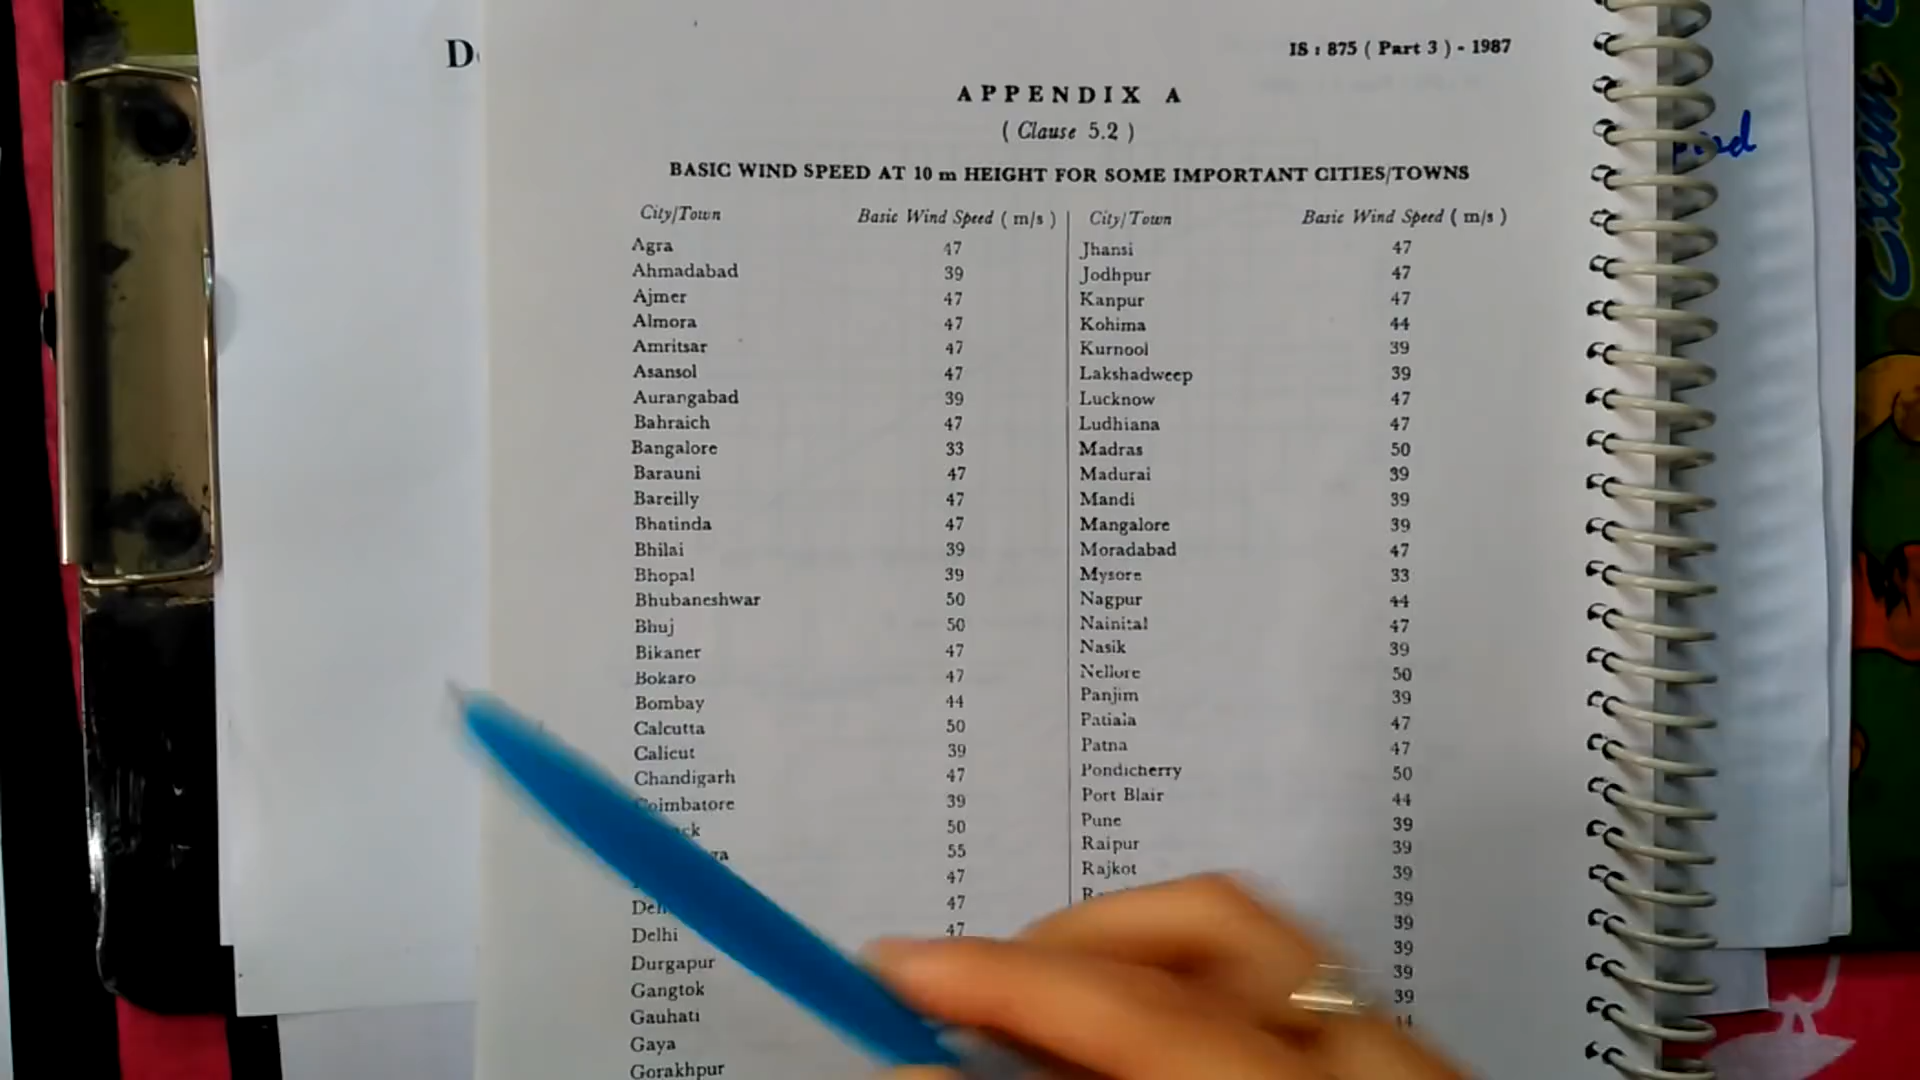 IS : 875 ( Part 3 ) - 1987
APPENDIX A
( Clause 5.2 )
BASIC WIND SPEED AT 10 m HEIGHT FOR SOME IMPORTANT CITIES/TOWNS
City/Town Basic Wind Speed ( m/s ) City/Town Basic Wind Speed ( m/s )
Agra 47 Jhansi 47
Ahmadabad 39 Jodhpur 47
Ajmer 47 Kanpur 47
Almora 47 Kohima 44
Amritsar 47 Kurnool 39
Asansol 47 Lakshadweep 39
Aurangabad 39 Lucknow 47
Bahraich 47 Ludhiana 47
Bangalore 33 Madras 50
Barauni 47 Madurai 39
Bareilly 47 Mandi 39
Bhatinda 47 Mangalore 39
Bhilai 39 Moradabad 47
Bhopal 39 Mysore 33
Bhubaneshwar 50 Nagpur 44
Bhuj 50 Nainital 47
Bikaner 47 Nasik 39
Bokaro 47 Nellore 50
Bombay 44 Panjim 39
Calcutta 50 Patiala 47
Calicut 39 Patna 47
Chandigarh 47 Pondicherry 50
Coimbatore 39 Port Blair 44
50 Pune 39
55 Raipur 39
47 Rajkot 39
47 39
Delhi 47 39
Durgapur 39
Gangtok 39
Gauhati 39
Gaya
Gorakhpur